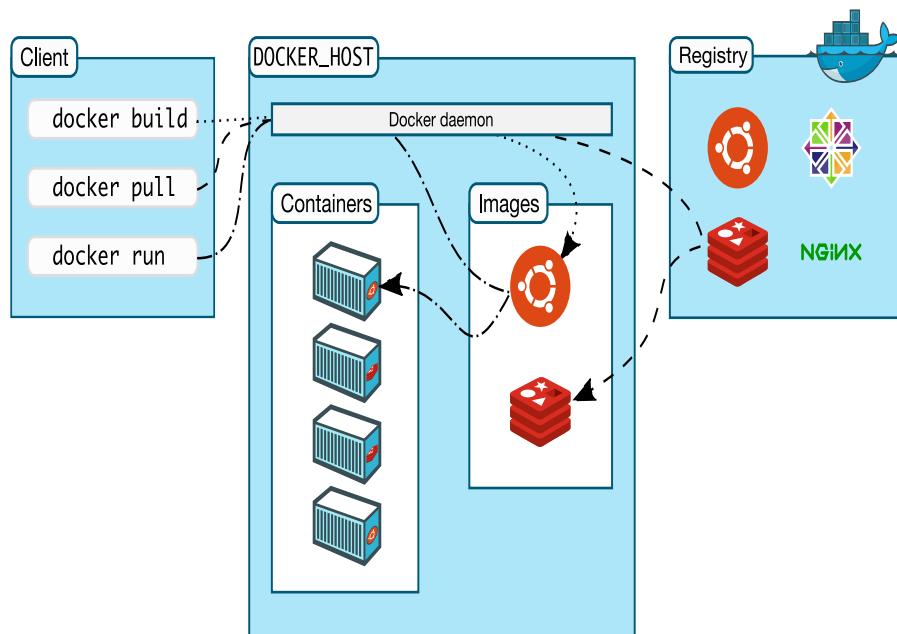 Client
DOCKER_HOST
Registry
docker build
docker pull
docker run
Docker daemon
Containers
Images
NGiNX